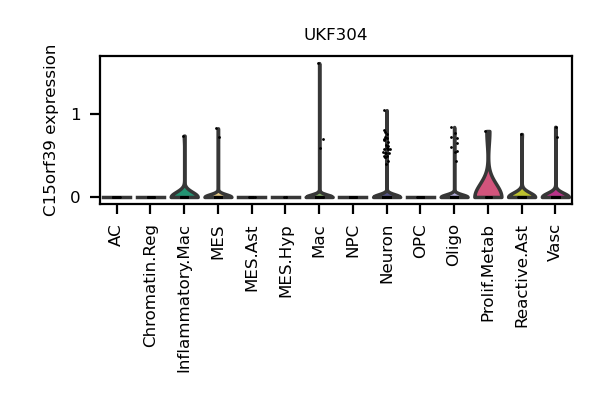 UKF304
C15orf39 expression
1
0
AC
Chromatin.Reg
Inflammatory.Mac
MES
MES.Ast
MES.Hyp
Mac
NPC
Neuron
OPC
Oligo
Prolif.Metab
Reactive.Ast
Vasc